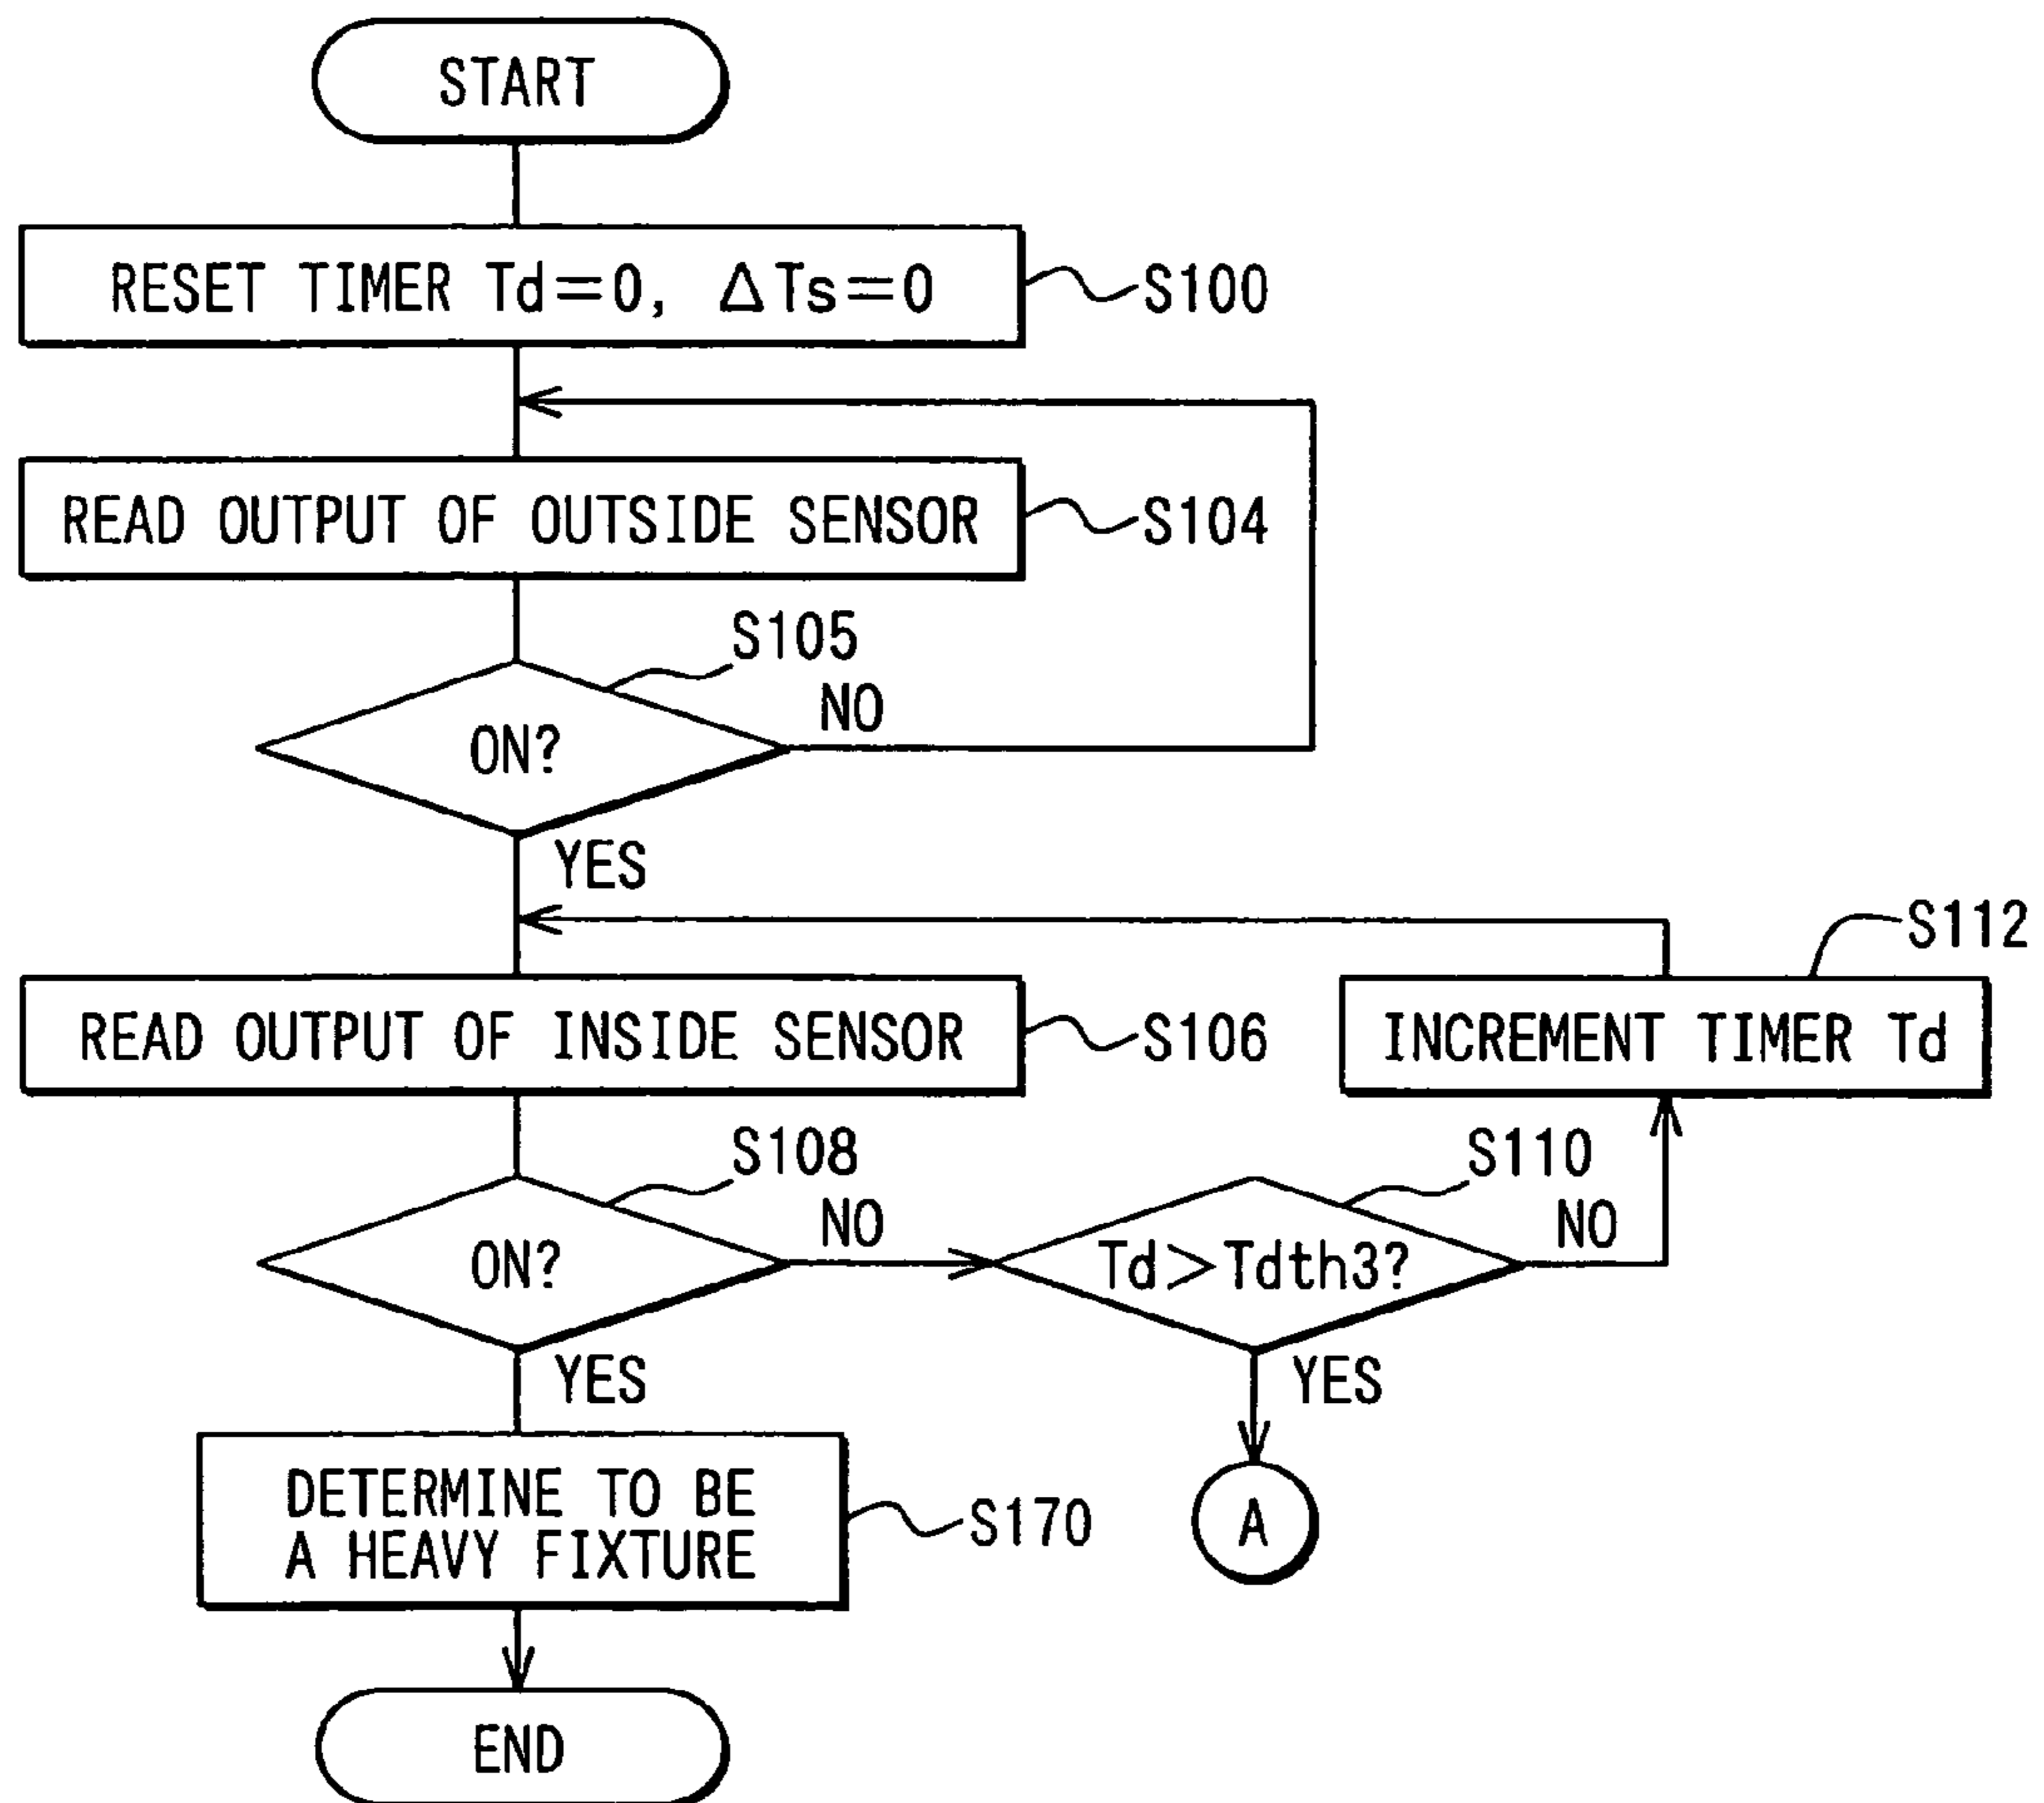 START
RESET TIMER Td=0, ΔTs=0
S100
READ OUTPUT OF OUTSIDE SENSOR
S104
S105
ON?
NO
YES
READ OUTPUT OF INSIDE SENSOR
S106
S112
INCREMENT TIMER Td
S108
ON?
NO
S110
Td>Tdth3?
NO
YES
YES
DETERMINE TO BE
A HEAVY FIXTURE
S170
A
END